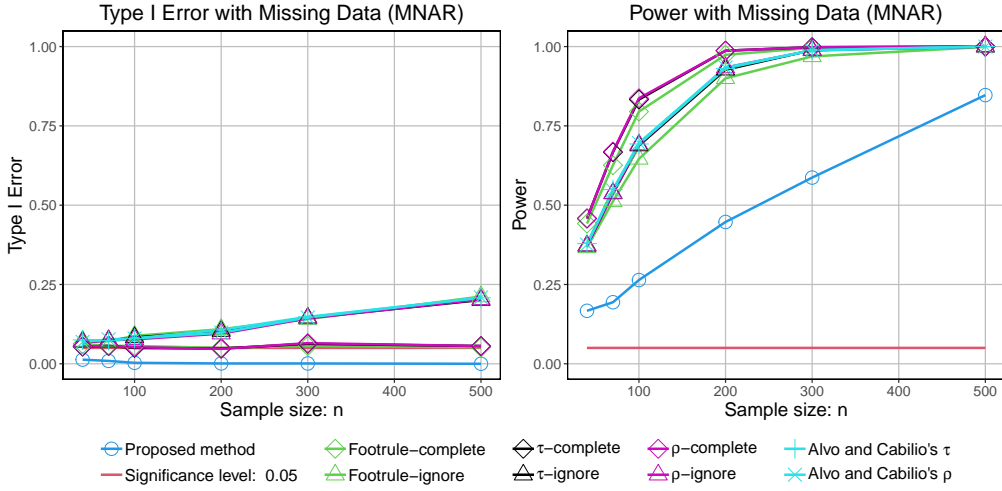 Type I Error with Missing Data (MNAR)
Power with Missing Data (MNAR)
Type I Error
1.00
0.75
0.50
0.25
0.00
100
200
300
400
500
Sample size: n
Power
1.00
0.75
0.50
0.25
0.00
100
200
300
400
500
Sample size: n
Proposed method
Footrule−complete
τ−complete
ρ−complete
Alvo and Cabilio's τ
Significance level: 0.05
Footrule−ignore
τ−ignore
ρ−ignore
Alvo and Cabilio's ρ